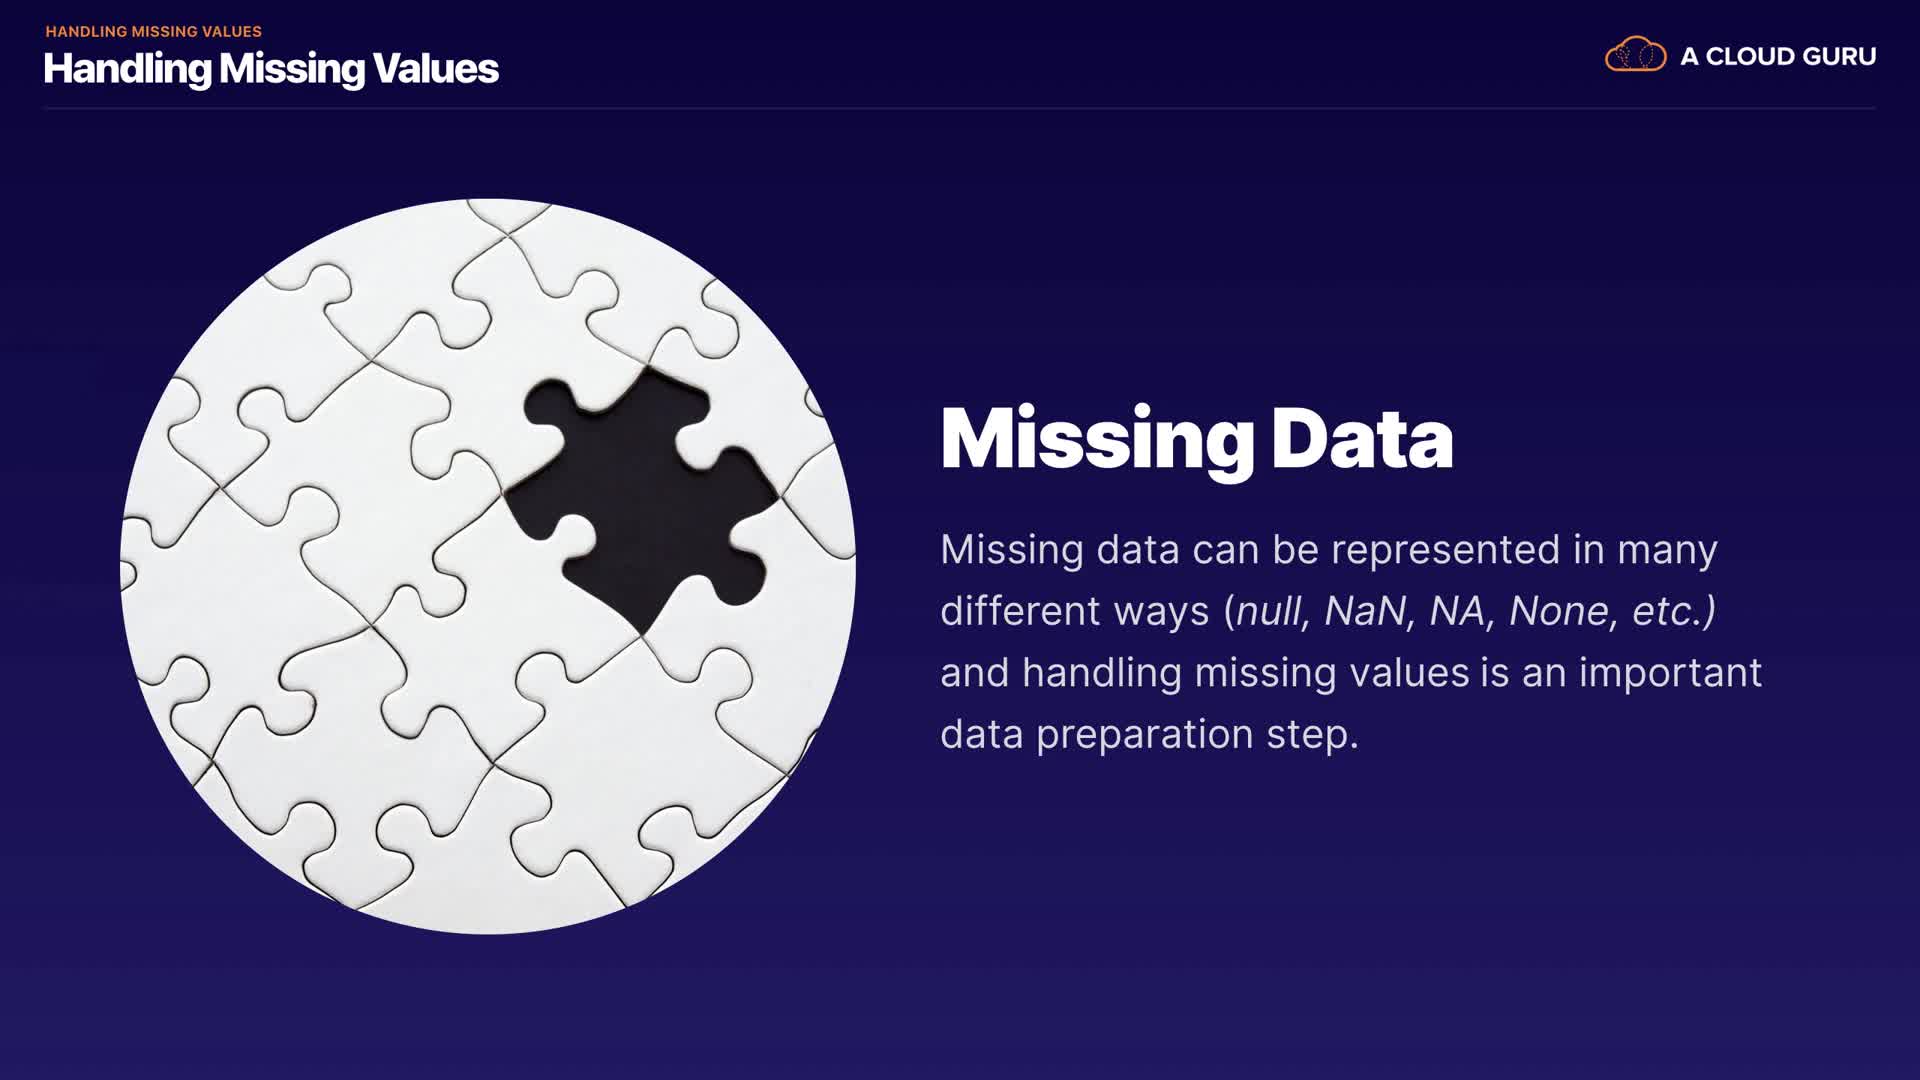 HANDLING MISSING VALUES
Handling Missing Values
A CLOUD GURU
Missing Data
Missing data can be represented in many
different ways (null, NaN, NA, None, etc.)
and handling missing values is an important
data preparation step.